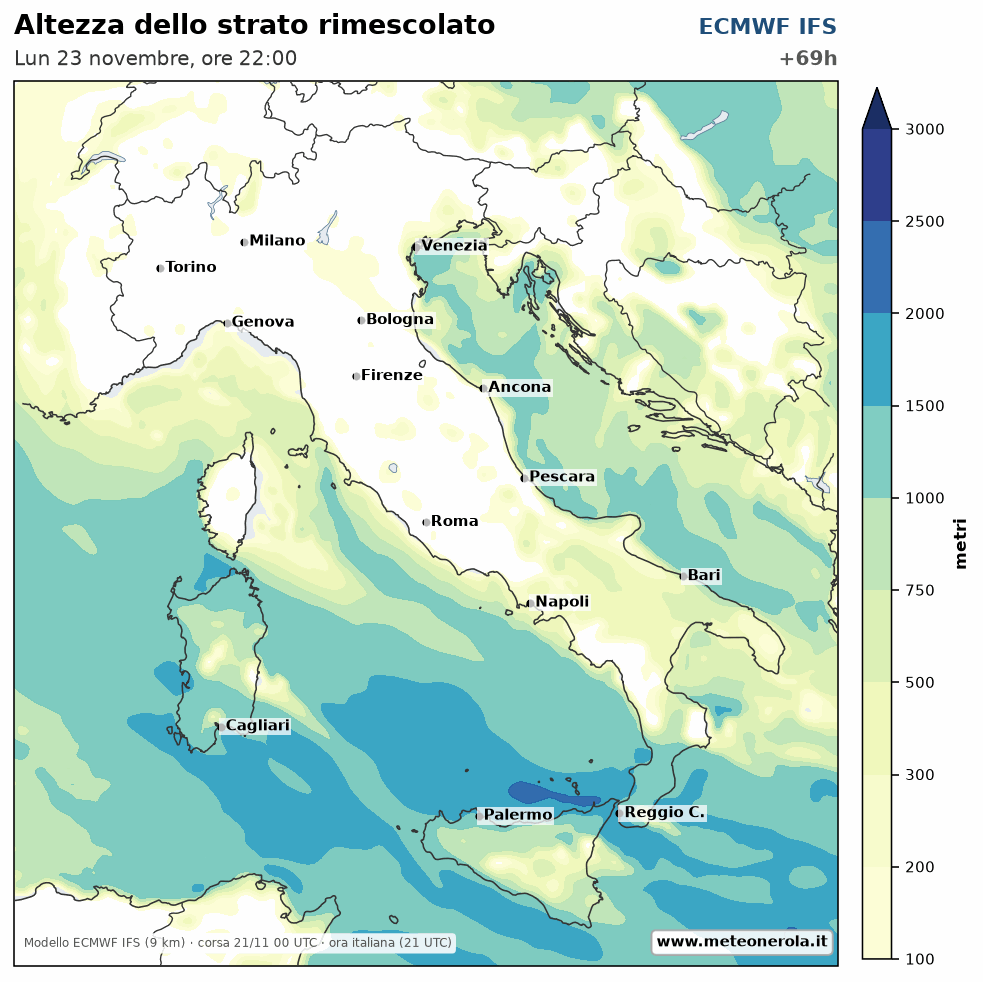 Altezza dello strato rimescolato
ECMWF IFS
Lun 23 novembre, ore 22:00
+69h
Milano
Venezia
Torino
Genova
Bologna
Firenze
Ancona
Pescara
Roma
Bari
Napoli
Cagliari
Palermo
Reggio C.
3000
2500
2000
1500
1000
750
500
300
200
100
metri
Modello ECMWF IFS (9 km) · corsa 21/11 00 UTC · ora italiana (21 UTC)
www.meteonerola.it